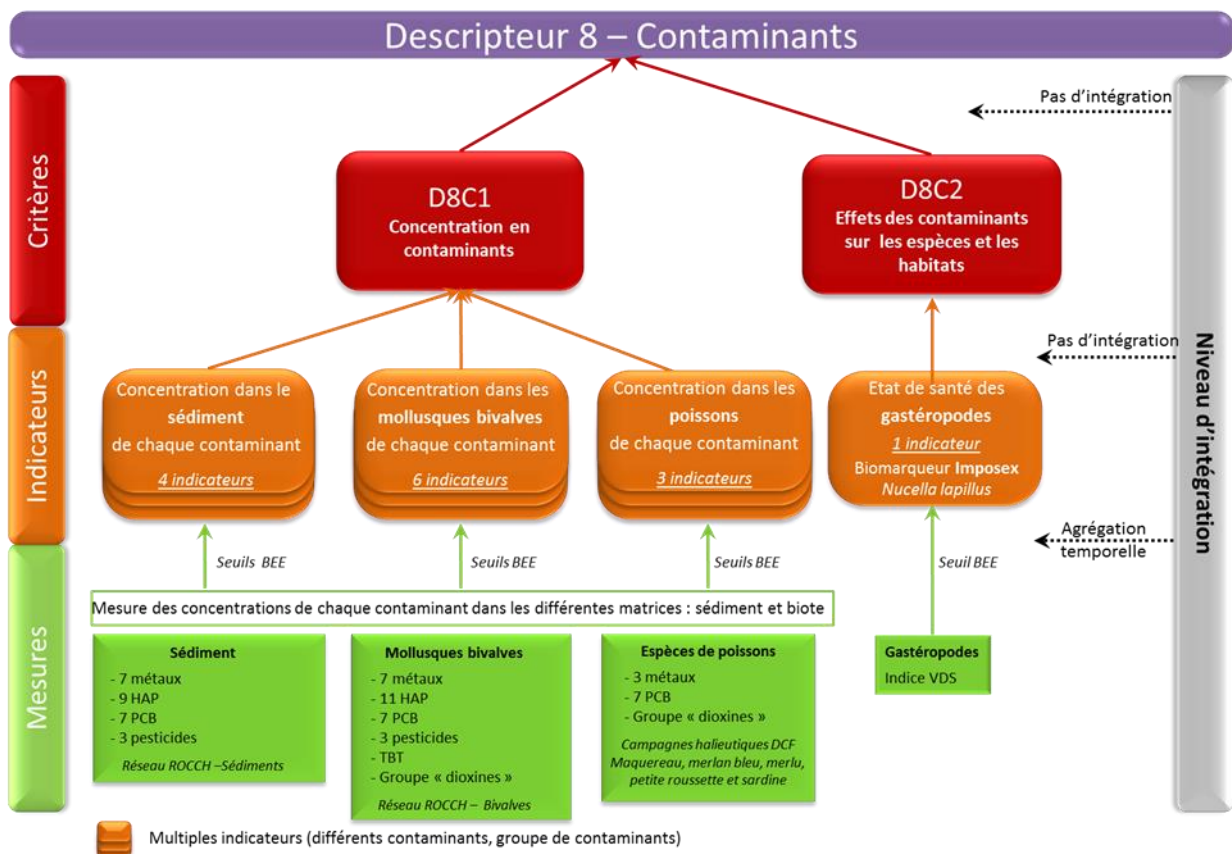 Descripteur 8 – Contaminants
Critères
Pas d'intégration
D8C1
Concentration en
contaminants
D8C2
Effets des contaminants
sur les espèces et les
habitats
Niveau d'intégration
Indicateurs
Pas d'intégration
Concentration dans le
sédiment
de chaque contaminant
4 indicateurs
Concentration dans les
mollusques bivalves
de chaque contaminant
6 indicateurs
Concentration dans les
poissons
de chaque contaminant
3 indicateurs
Etat de santé des
gastéropodes
1 indicateur
Biomarqueur Imposex
Nucella lapillus
Agrégation
temporelle
Mesures
Seuils BEE
Seuils BEE
Seuils BEE
Seuil BEE
Mesure des concentrations de chaque contaminant dans les différentes matrices : sédiment et biote
Sédiment
- 7 métaux
- 9 HAP
- 7 PCB
- 3 pesticides
Réseau ROCCH –Sédiments
Mollusques bivalves
- 7 métaux
- 11 HAP
- 7 PCB
- 3 pesticides
- TBT
- Groupe « dioxines »
Réseau ROCCH – Bivalves
Espèces de poissons
- 3 métaux
- 7 PCB
- Groupe « dioxines »
Campagnes halieutiques DCF
Maquereau, merlan bleu, merlu,
petite roussette et sardine
Gastéropodes
Indice VDS
Multiples indicateurs (différents contaminants, groupe de contaminants)